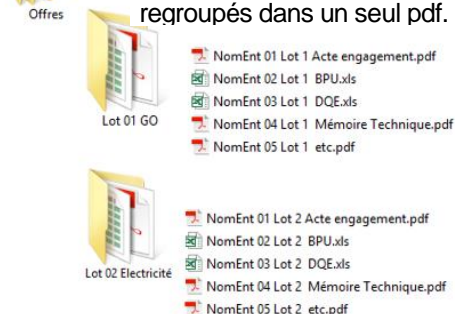 Offres
regroupés dans un seul pdf.
NomEnt 01 Lot 1 Acte engagement.pdf
NomEnt 02 Lot 1 BPU.xls
NomEnt 03 Lot 1 DQE.xls
NomEnt 04 Lot 1 Mémoire Technique.pdf
NomEnt 05 Lot 1 etc.pdf
Lot 01 GO
NomEnt 01 Lot 2 Acte engagement.pdf
NomEnt 02 Lot 2 BPU.xls
NomEnt 03 Lot 2 DQE.xls
NomEnt 04 Lot 2 Mémoire Technique.pdf
NomEnt 05 Lot 2 etc.pdf
Lot 02 Electricité